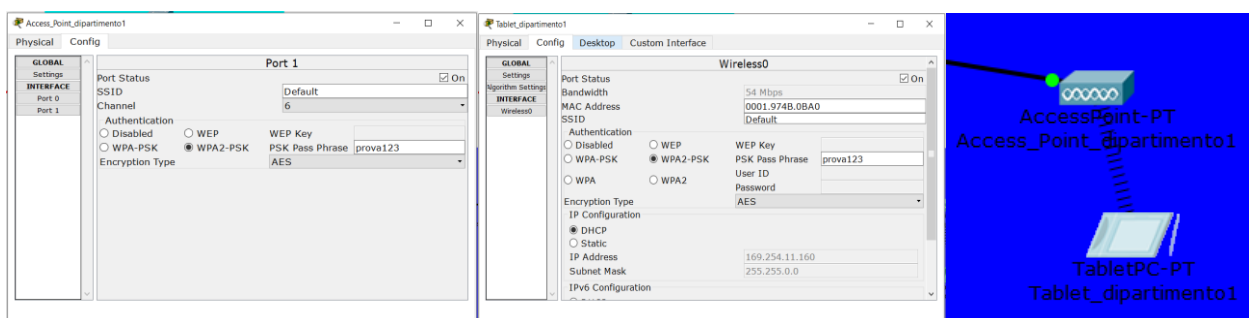 Access_Point_dipartimento1
Physical Config
GLOBAL
Settings
INTERFACE
Port 0
Port 1
Port 1
Port Status On
SSID Default
Channel 6
Authentication
Disabled WEP WEP Key
WPA-PSK WPA2-PSK PSK Pass Phrase prova123
Encryption Type AES
Tablet_dipartimento1
Physical Config Desktop Custom Interface
GLOBAL
Settings
Algorithm Settings
INTERFACE
Wireless0
Wireless0
Port Status On
Bandwidth 54 Mbps
MAC Address 0001.974B.0BA0
SSID Default
Authentication
Disabled WEP WEP Key
WPA-PSK WPA2-PSK PSK Pass Phrase prova123
User ID
WPA WPA2
Password
Encryption Type AES
IP Configuration
DHCP
Static
IP Address 169.254.11.160
Subnet Mask 255.255.0.0
IPv6 Configuration
AccessPoint-PT
Access_Point_dipartimento1
TabletPC-PT
Tablet_dipartimento1